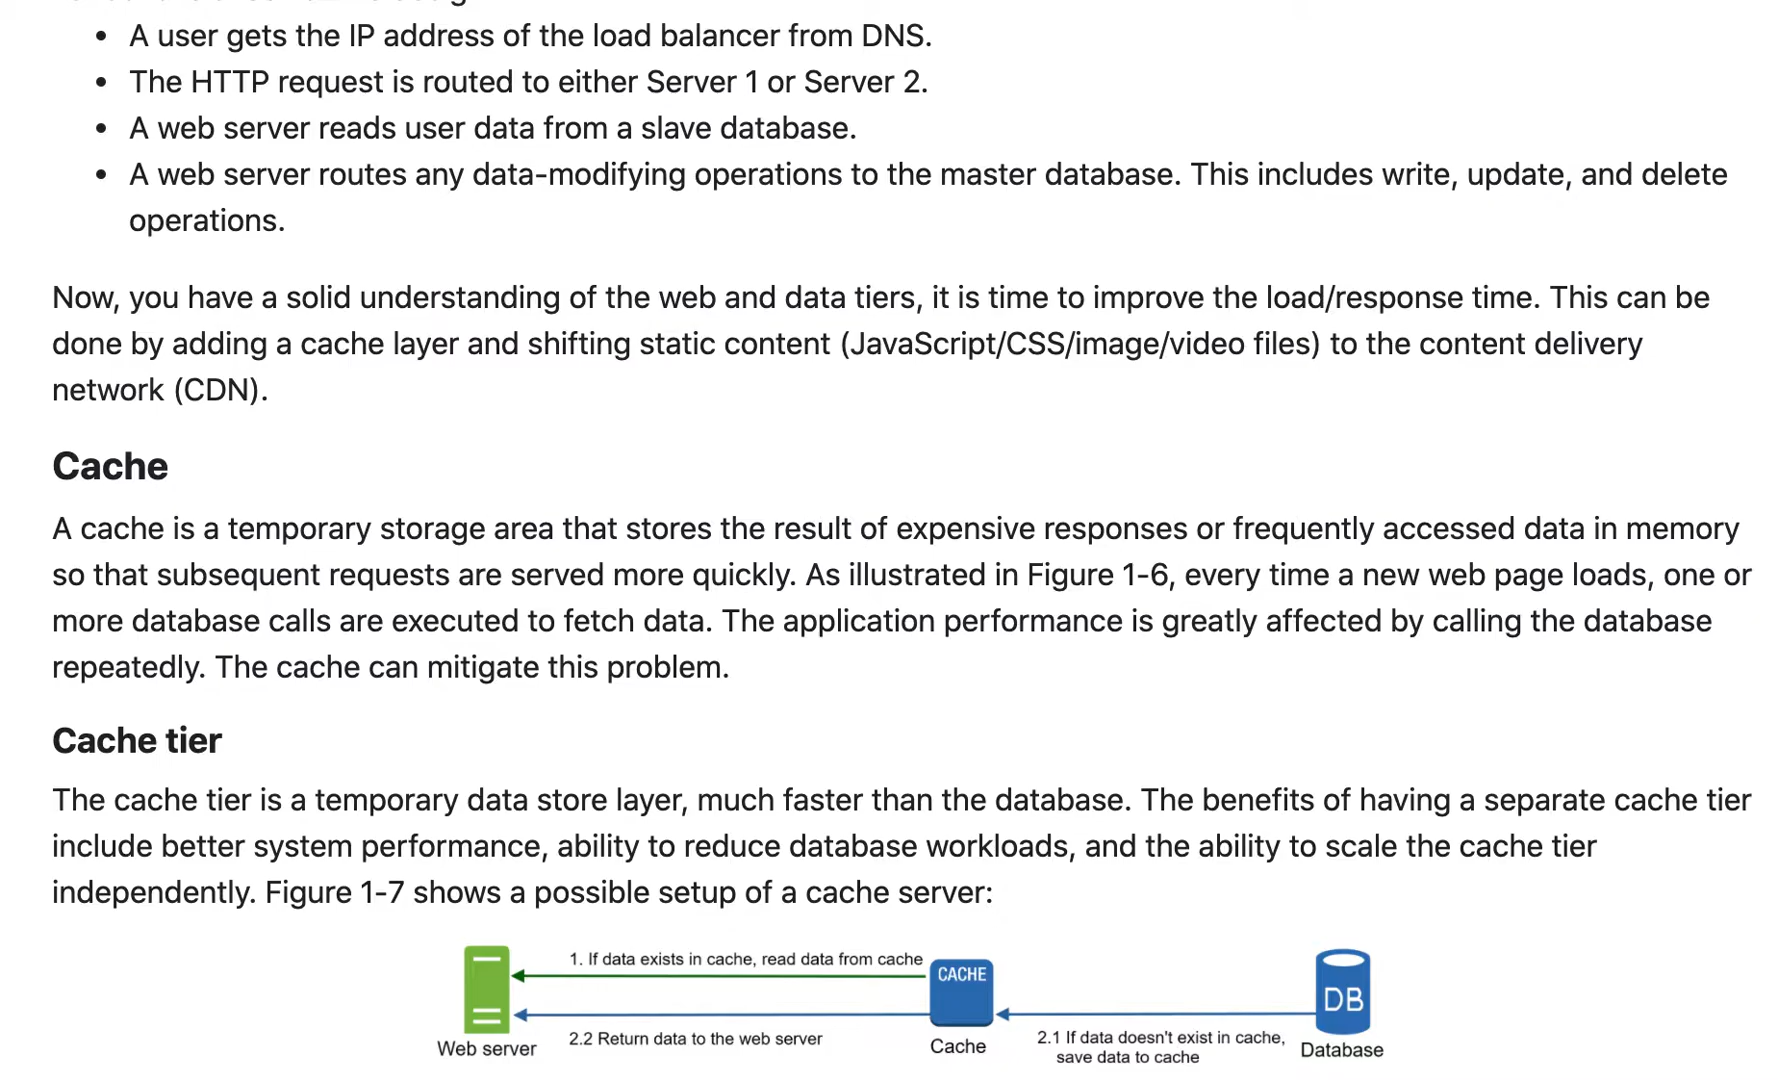 • A user gets the IP address of the load balancer from DNS.
• The HTTP request is routed to either Server 1 or Server 2.
• A web server reads user data from a slave database.
• A web server routes any data-modifying operations to the master database. This includes write, update, and delete
operations.
Now, you have a solid understanding of the web and data tiers, it is time to improve the load/response time. This can be
done by adding a cache layer and shifting static content (JavaScript/CSS/image/video files) to the content delivery
network (CDN).
Cache
A cache is a temporary storage area that stores the result of expensive responses or frequently accessed data in memory
so that subsequent requests are served more quickly. As illustrated in Figure 1-6, every time a new web page loads, one or
more database calls are executed to fetch data. The application performance is greatly affected by calling the database
repeatedly. The cache can mitigate this problem.
Cache tier
The cache tier is a temporary data store layer, much faster than the database. The benefits of having a separate cache tier
include better system performance, ability to reduce database workloads, and the ability to scale the cache tier
independently. Figure 1-7 shows a possible setup of a cache server:
1. If data exists in cache, read data from cache
CACHE
DB
2.2 Return data to the web server
2.1 If data doesn't exist in cache,
save data to cache
Web server
Cache
Database